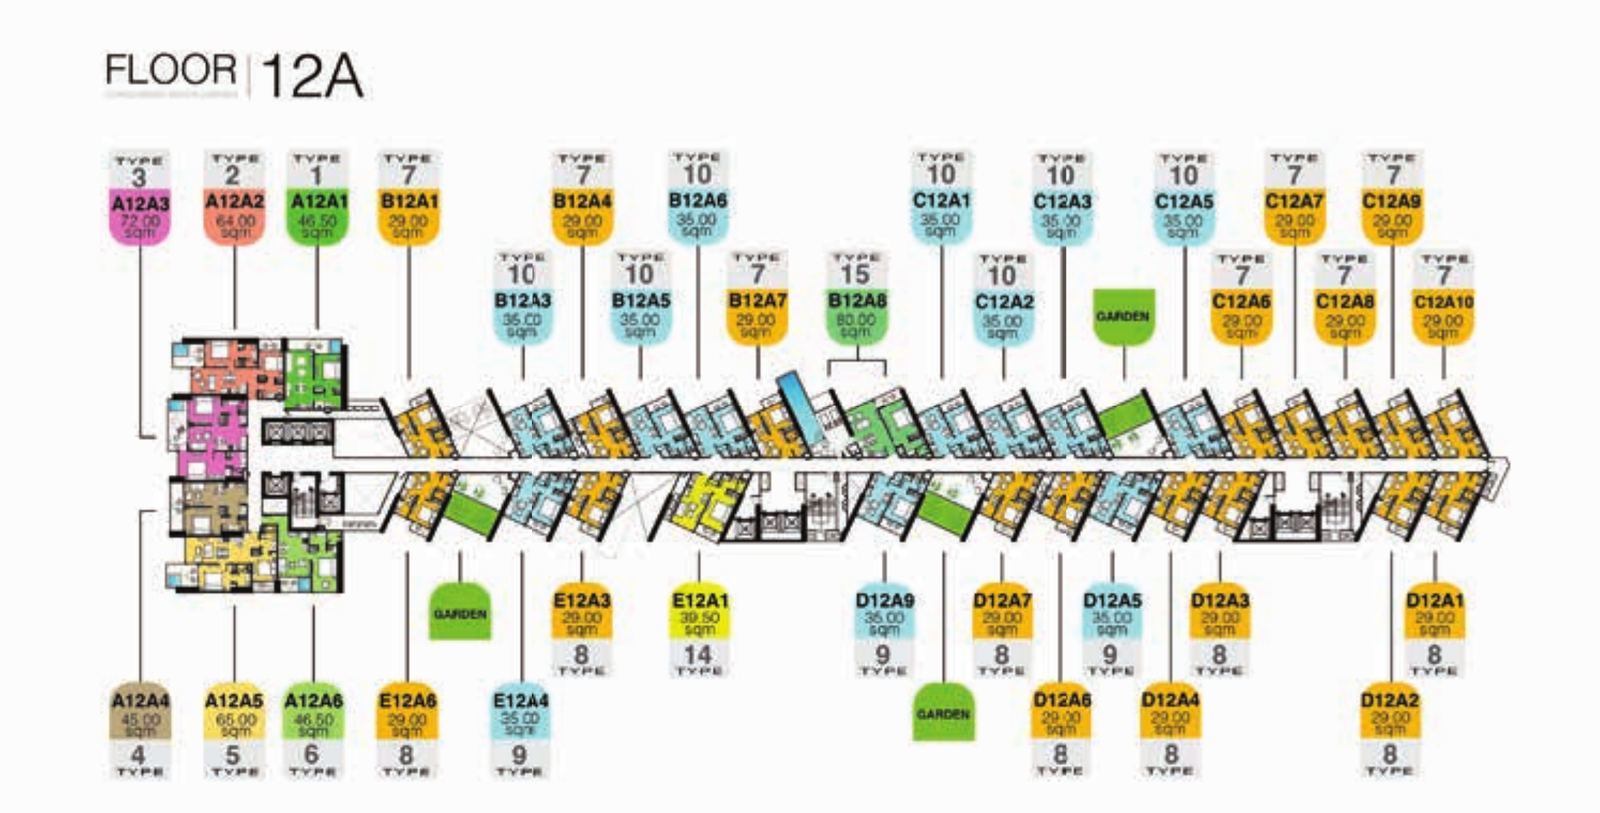 FLOOR 12A
TYPE
3
A12A3
72.00
sqm
TYPE
2
A12A2
64.00
sqm
TYPE
1
A12A1
46.50
sqm
TYPE
7
B12A1
29.00
sqm
TYPE
7
B12A4
29.00
sqm
TYPE
10
B12A6
35.00
sqm
TYPE
10
C12A1
35.00
sqm
TYPE
10
C12A3
35.00
sqm
TYPE
10
C12A5
35.00
sqm
TYPE
7
C12A7
29.00
sqm
TYPE
7
C12A9
29.00
sqm
TYPE
10
B12A3
35.00
sqm
TYPE
10
B12A5
35.00
sqm
TYPE
7
B12A7
29.00
sqm
TYPE
15
B12A8
80.00
sqm
TYPE
10
C12A2
35.00
sqm
GARDEN
TYPE
7
C12A6
29.00
sqm
TYPE
7
C12A8
29.00
sqm
TYPE
7
C12A10
29.00
sqm
GARDEN
E12A3
29.00
sqm
8
TYPE
E12A1
39.50
sqm
14
TYPE
D12A9
35.00
sqm
9
TYPE
D12A7
29.00
sqm
8
TYPE
D12A5
35.00
sqm
9
TYPE
D12A3
29.00
sqm
8
TYPE
D12A1
29.00
sqm
8
TYPE
A12A4
45.00
sqm
4
TYPE
A12A5
65.00
sqm
5
TYPE
A12A6
46.50
sqm
6
TYPE
E12A6
29.00
sqm
8
TYPE
E12A4
35.00
sqm
9
TYPE
GARDEN
D12A6
29.00
sqm
8
TYPE
D12A4
29.00
sqm
8
TYPE
D12A2
29.00
sqm
8
TYPE